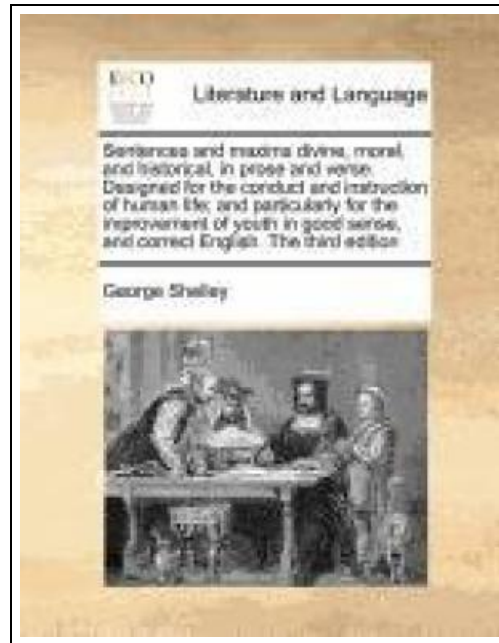 ECCO
Literature and Language
Sentences and maxims divine, moral,
and historical, in prose and verse.
Designed for the conduct and instruction
of human life; and particularly for the
improvement of youth in good sense,
and correct English. The third edition
George Shelley